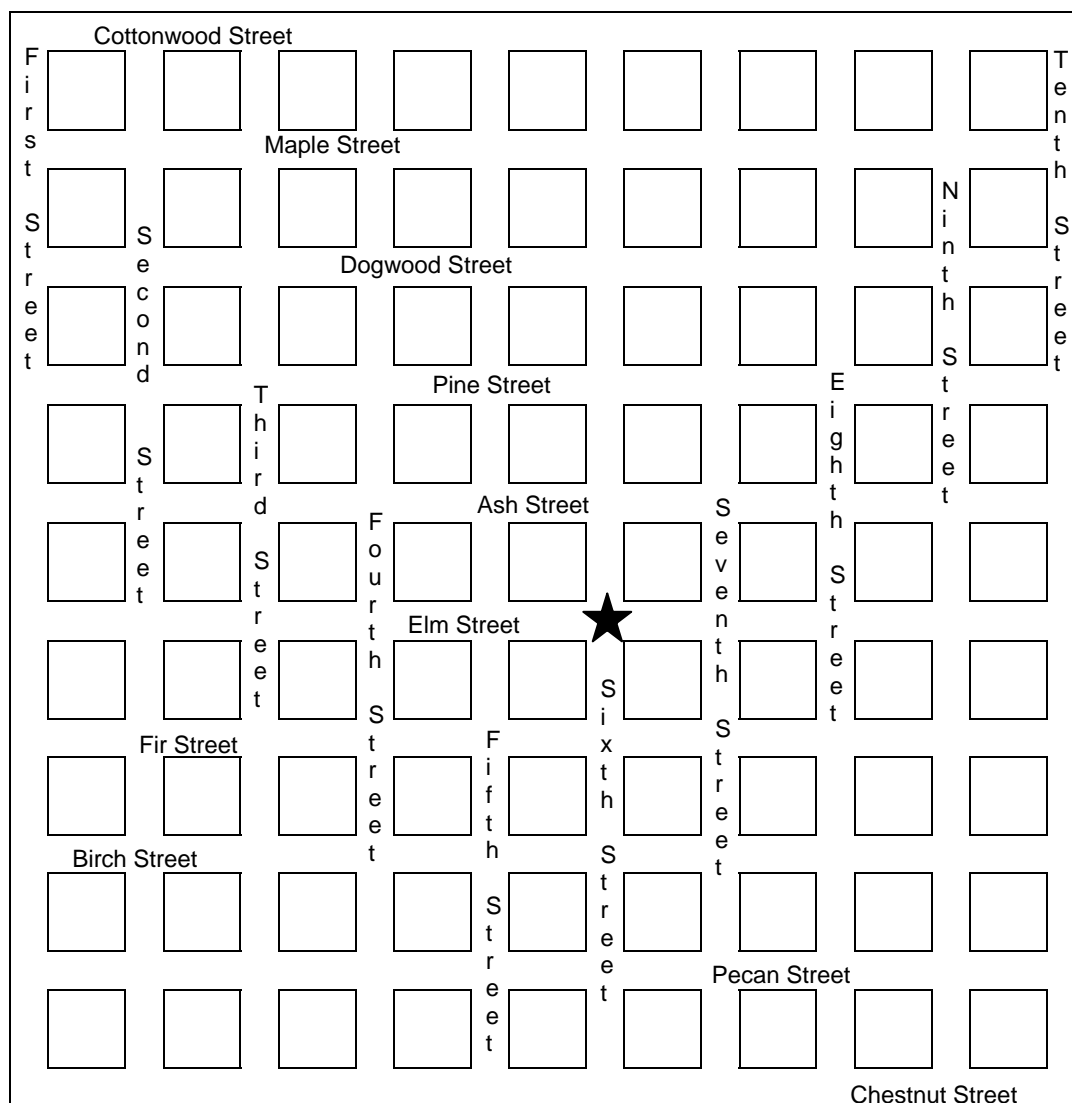 Cottonwood Street
First Street
Tenth Street
Maple Street
Ninth Street
Second Street
Dogwood Street
Pine Street
Eighth Street
Third Street
Ash Street
Seventh Street
Fourth Street
Elm Street
Sixth Street
Fifth Street
Fir Street
Birch Street
Pecan Street
Chestnut Street